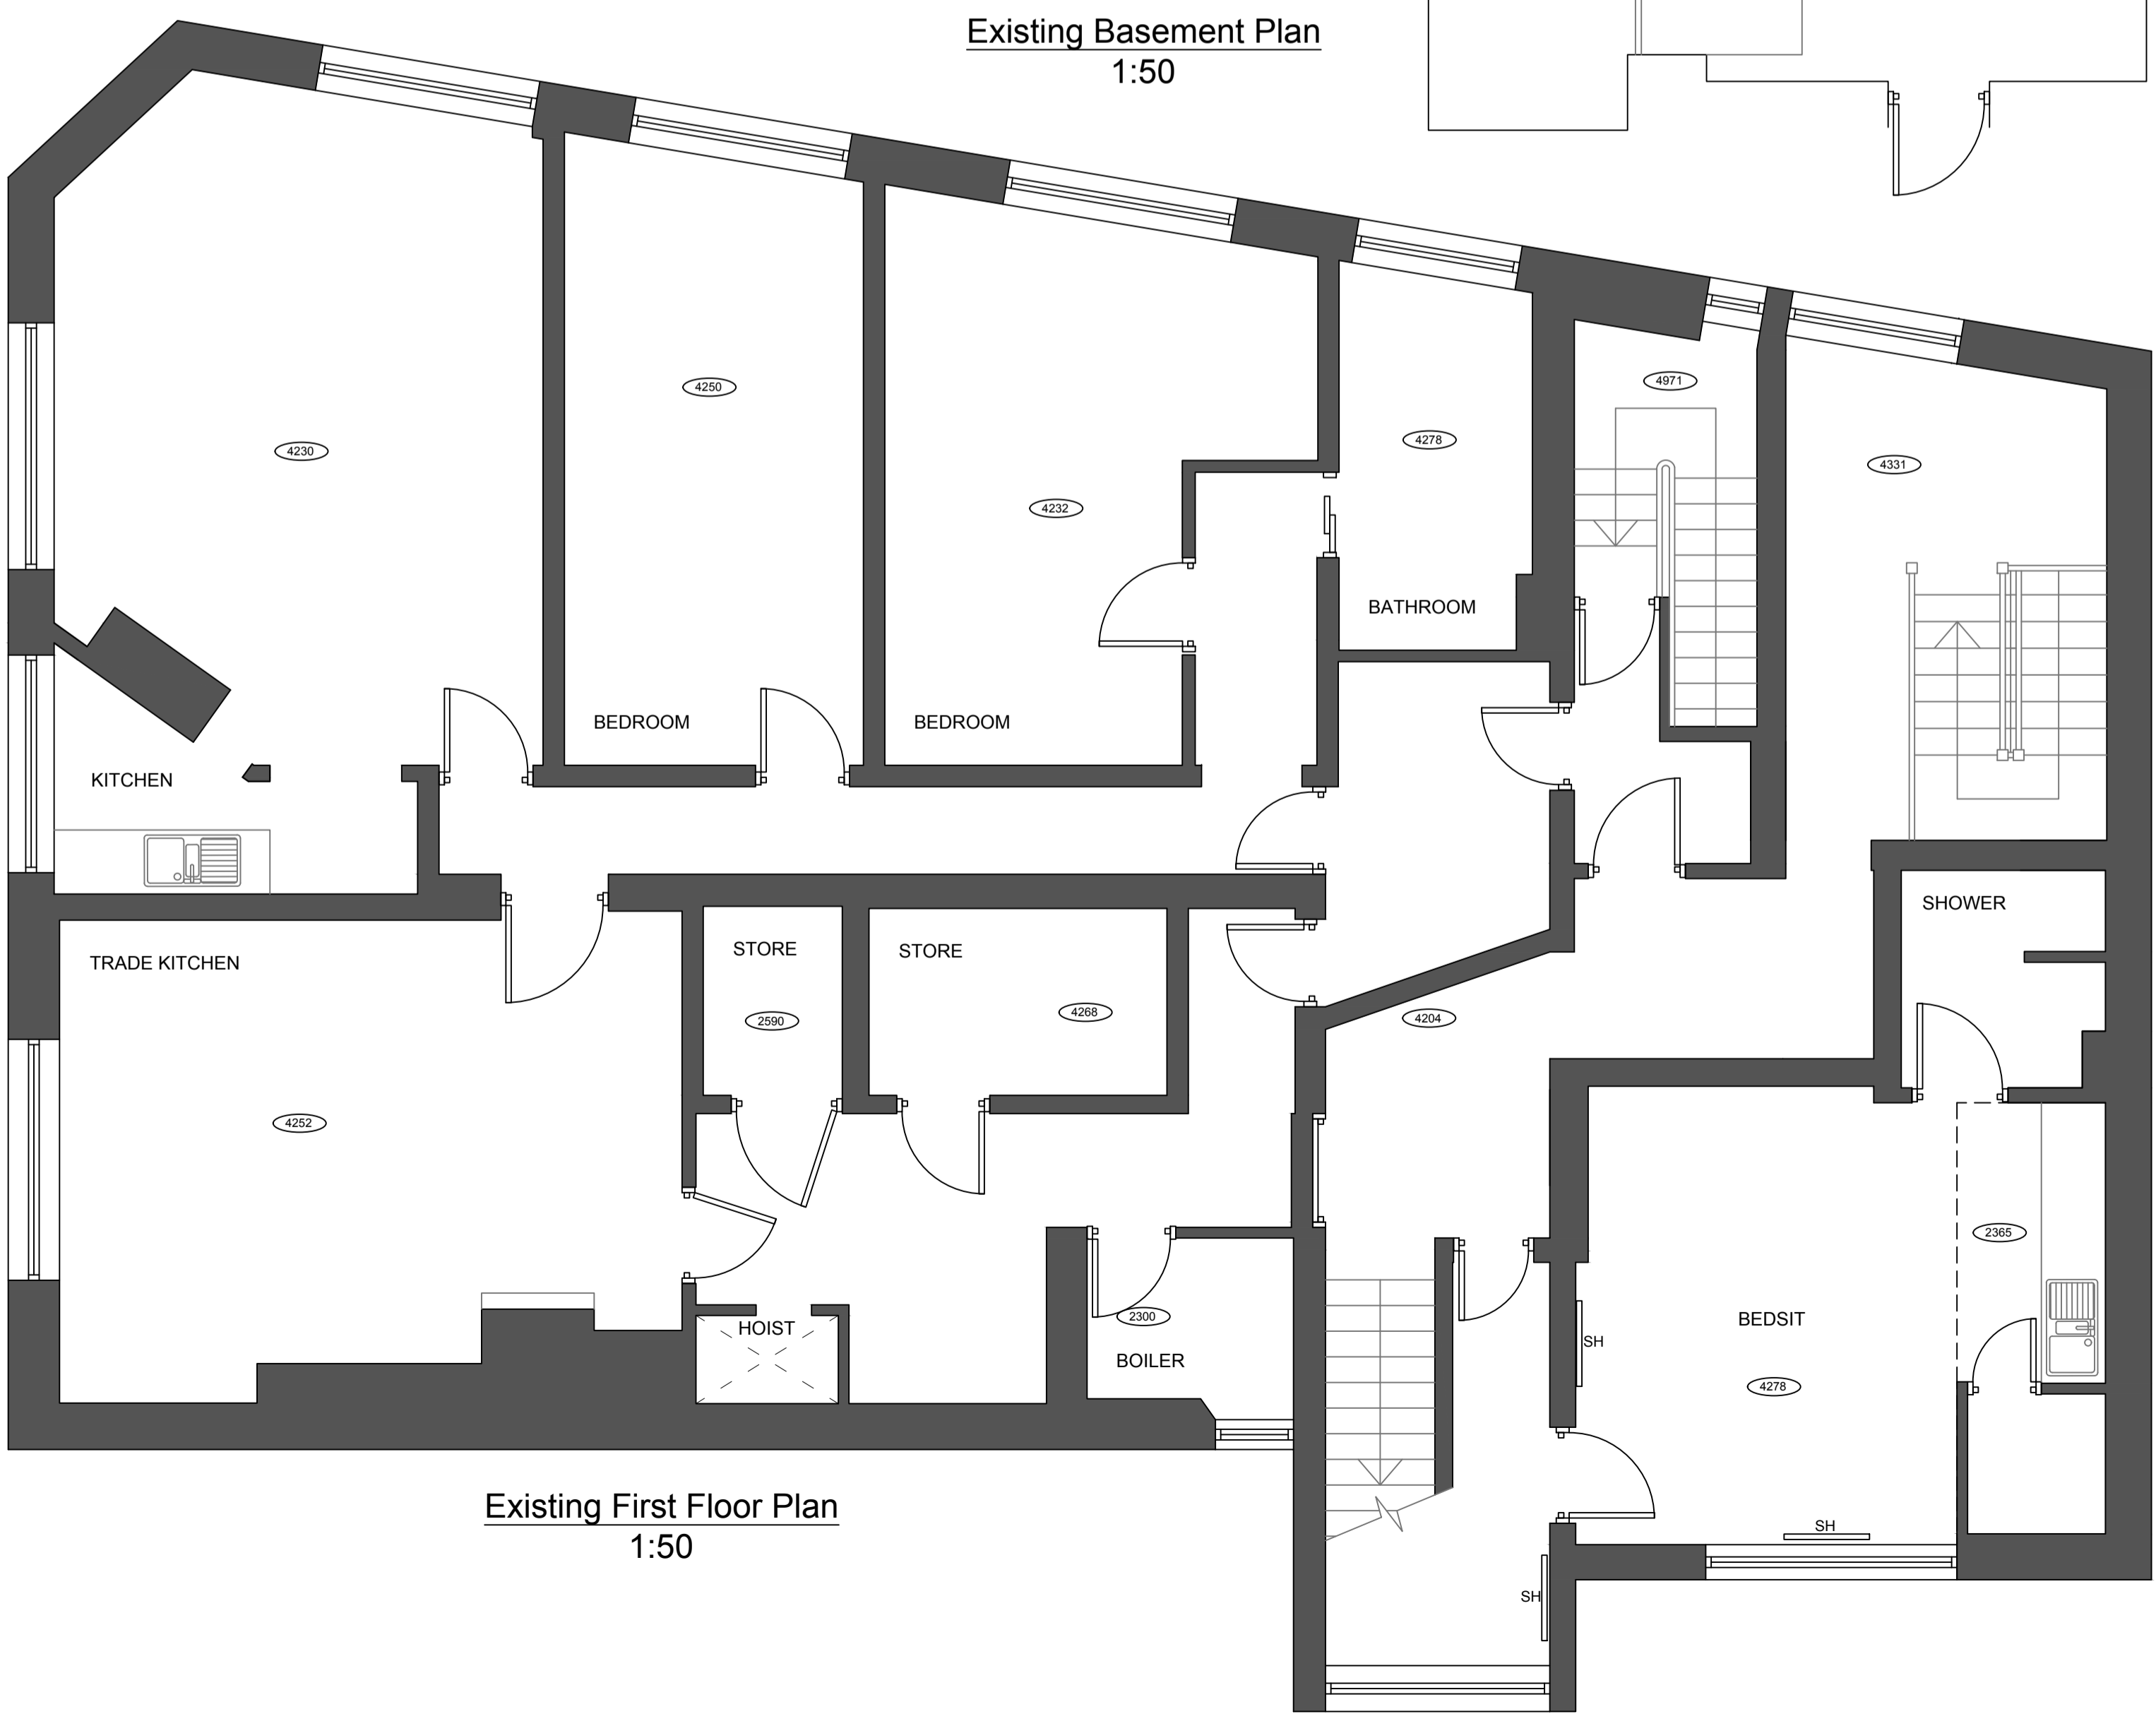 Existing Basement Plan
1:50
4971
4250
4278
4230
4331
4232
BATHROOM
BEDROOM
BEDROOM
KITCHEN
SHOWER
STORE
STORE
TRADE KITCHEN
4268
4204
2590
4252
2365
2300
HOIST
BEDSIT
SH
BOILER
4278
Existing First Floor Plan
1:50
SH
SH